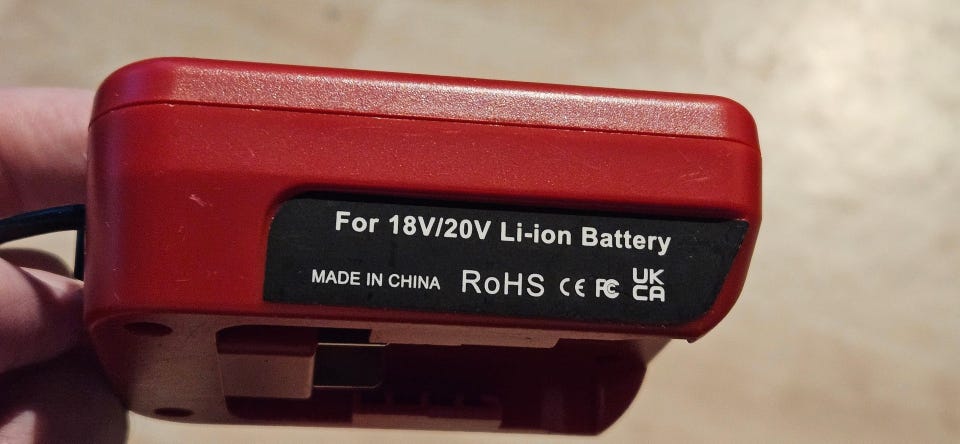 For 18V/20V Li-ion Battery
MADE IN CHINA RoHS CE FC UK CA